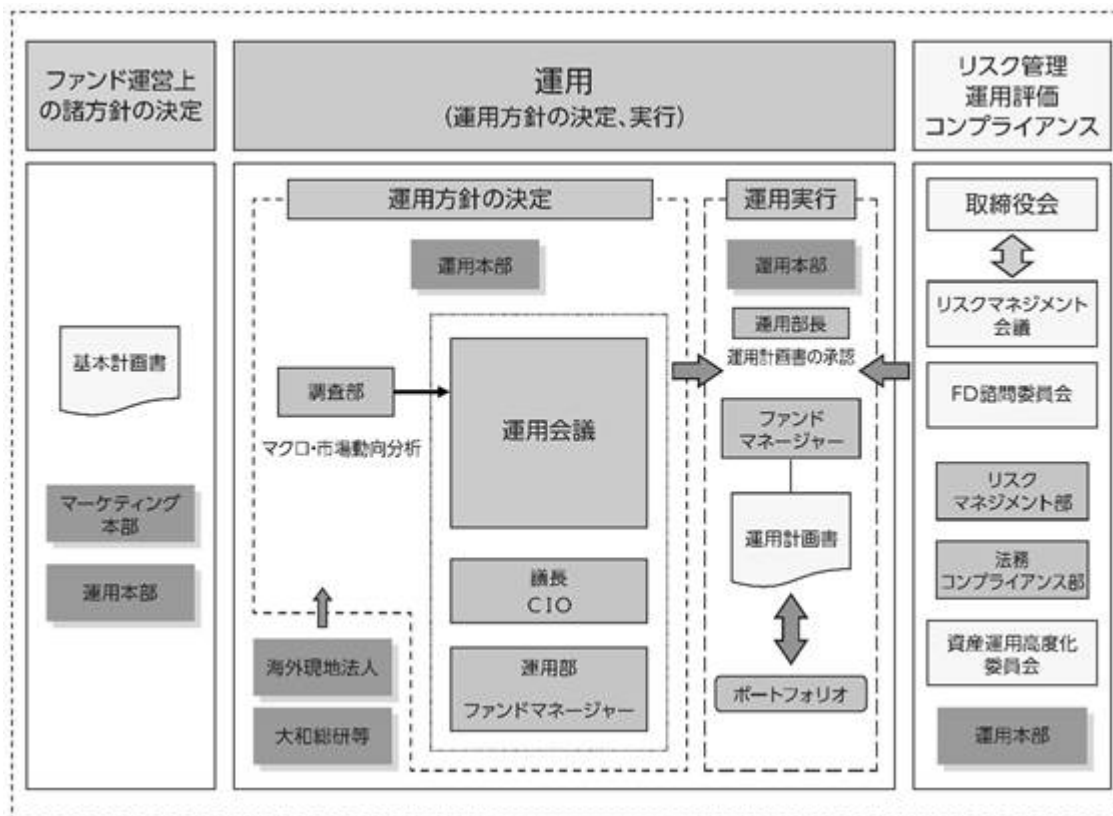 ファンド運営上
の諸方針の決定
運用
(運用方針の決定、実行)
リスク管理
運用評価
コンプライアンス
基本計画書
マーケティング
本部
運用本部
運用方針の決定
運用本部
調査部
マクロ・市場動向分析
運用会議
議長
CIO
運用部
ファンドマネージャー
海外現地法人
大和総研等
運用実行
運用本部
運用部長
運用計画書の承認
ファンド
マネージャー
運用計画書
ポートフォリオ
取締役会
リスクマネジメント
会議
FD諮問委員会
リスク
マネジメント部
法務
コンプライアンス部
資産運用高度化
委員会
運用本部